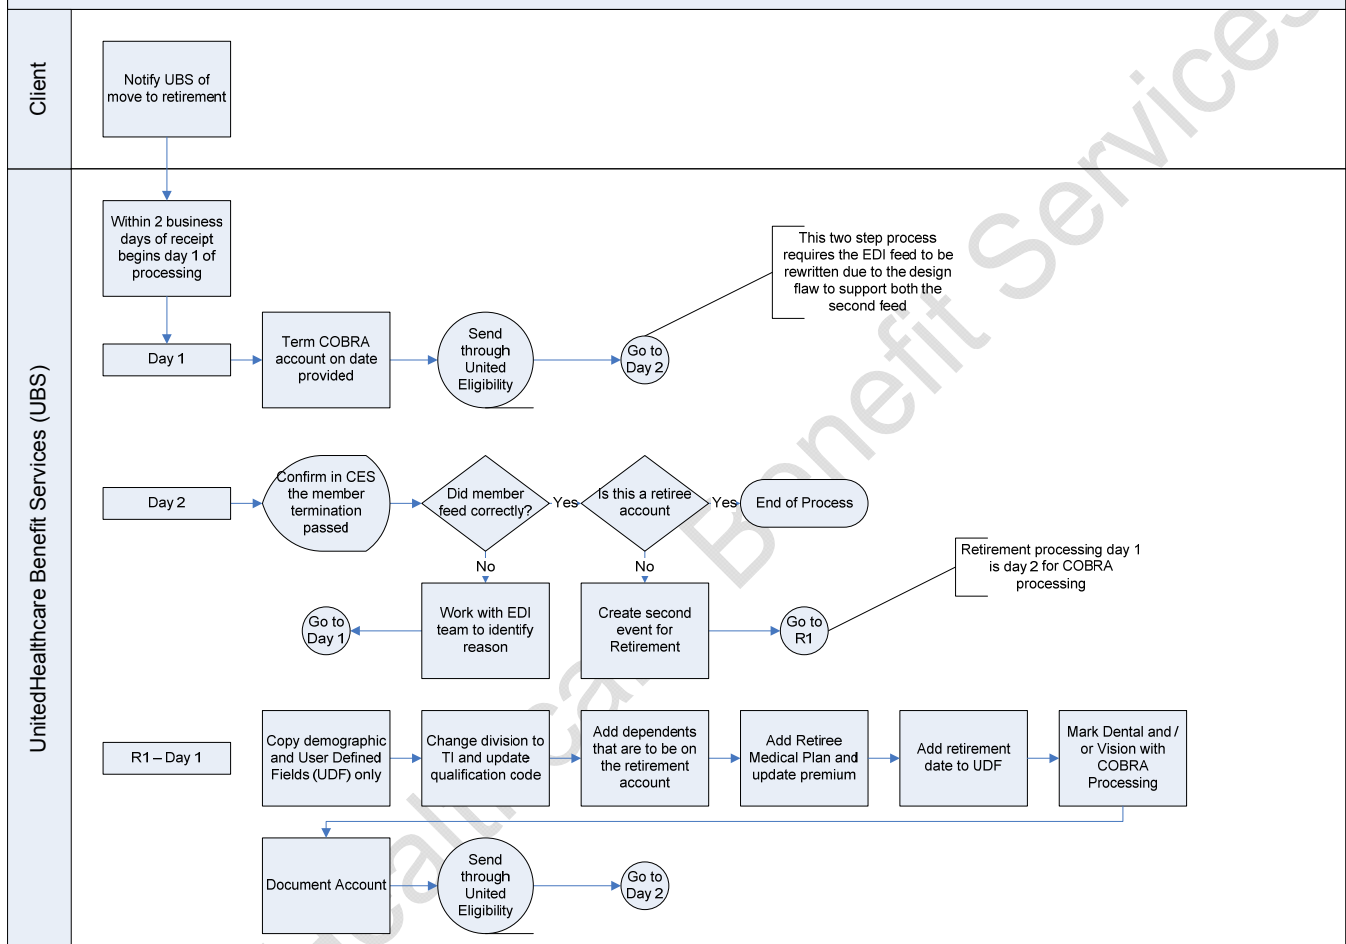 Client
Notify UBS of
move to retirement
UnitedHealthcare Benefit Services (UBS)
Within 2 business
days of receipt
begins day 1 of
processing
This two step process
requires the EDI feed to be
rewritten due to the design
flaw to support both the
second feed
Day 1
Term COBRA
account on date
provided
Send
through
United
Eligibility
Go to
Day 2
Day 2
Confirm in CES
the member
termination
passed
Did member
feed correctly?
Yes
Is this a retiree
account
Yes
End of Process
No
No
Retirement processing day 1
is day 2 for COBRA
processing
Go to
Day 1
Work with EDI
team to identify
reason
Create second
event for
Retirement
Go to
R1
R1 – Day 1
Copy demographic
and User Defined
Fields (UDF) only
Change division to
TI and update
qualification code
Add dependents
that are to be on
the retirement
account
Add Retiree
Medical Plan and
update premium
Add retirement
date to UDF
Mark Dental and /
or Vision with
COBRA
Processing
Document Account
Send
through
United
Eligibility
Go to
Day 2
Benefit Services